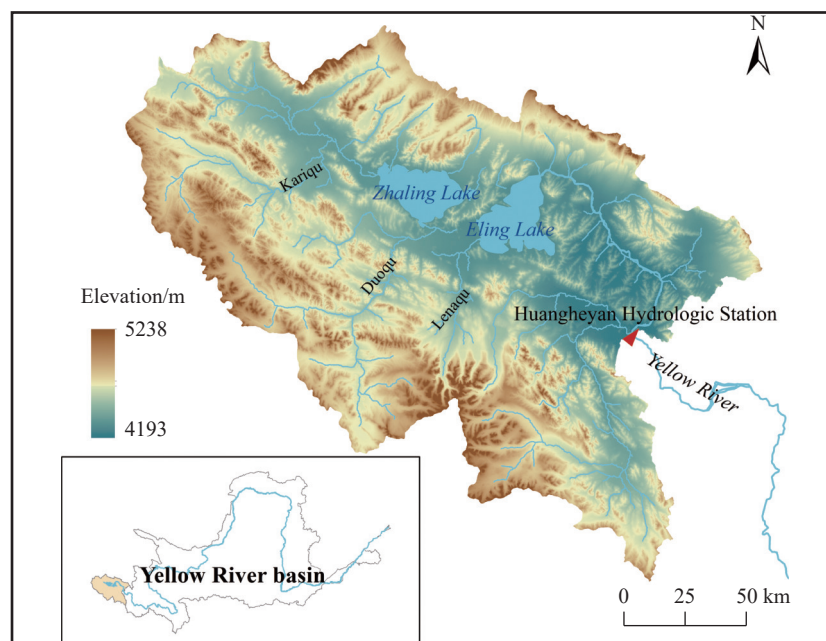 N
Kariqu
Zhaling Lake
Eling Lake
Duoqu
Lenaqu
Elevation/m
5238
4193
Huangheyan Hydrologic Station
Yellow River
Yellow River basin
0 25 50 km